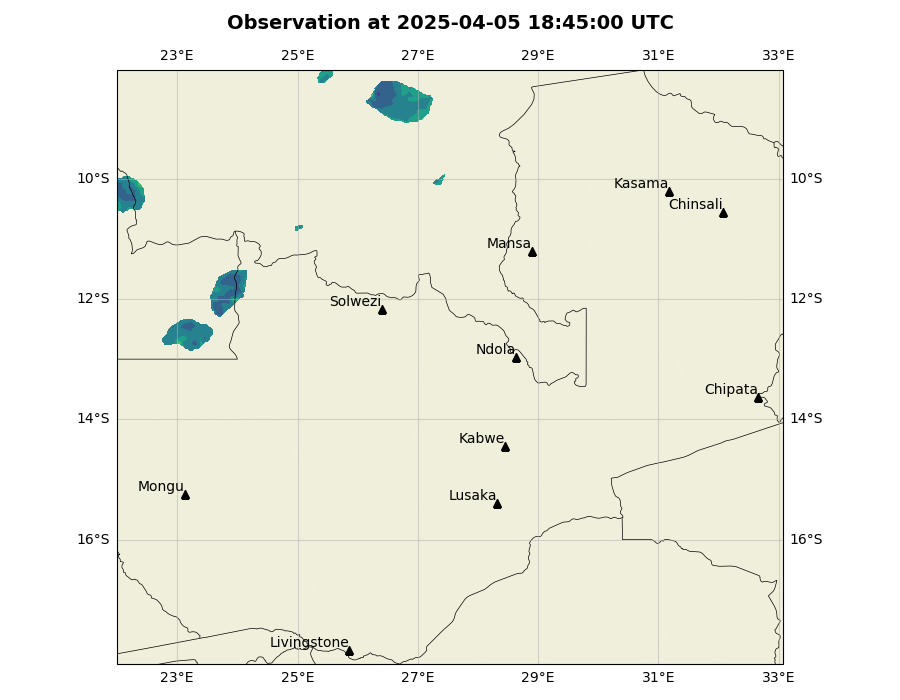 Observation at 2025-04-05 18:45:00 UTC
23°E 25°E 27°E 29°E 31°E 33°E
10°S 10°S
Kasama
Chinsali
Mansa
12°S 12°S
Solwezi
Ndola
Chipata
14°S 14°S
Kabwe
Mongu
Lusaka
16°S 16°S
Livingstone
23°E 25°E 27°E 29°E 31°E 33°E